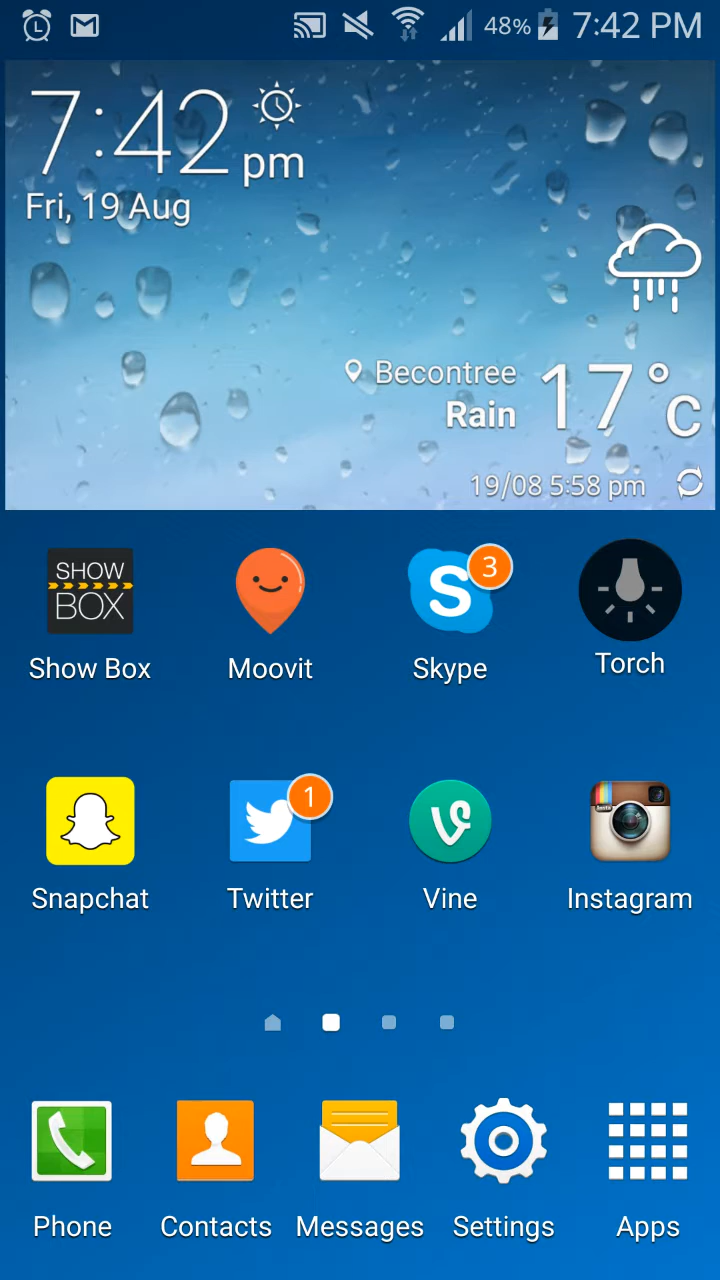 48% 7:42 PM
7:42 pm
Fri, 19 Aug
Becontree
Rain
17°C
19/08 5:58 pm
SHOW
BOX
3
Show Box
Moovit
Skype
Torch
1
Snapchat
Twitter
Vine
Instagram
Phone
Contacts
Messages
Settings
Apps